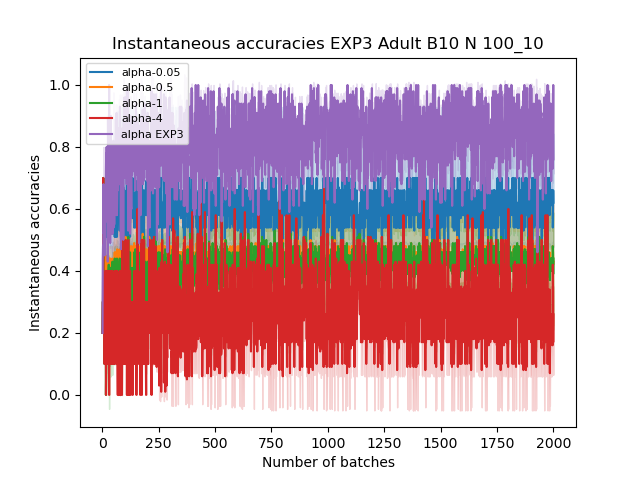 Instantaneous accuracies EXP3 Adult B10 N 100_10
alpha-0.05
alpha-0.5
alpha-1
alpha-4
alpha EXP3
1.0
0.8
0.6
0.4
0.2
0.0
Instantaneous accuracies
0 250 500 750 1000 1250 1500 1750 2000
Number of batches